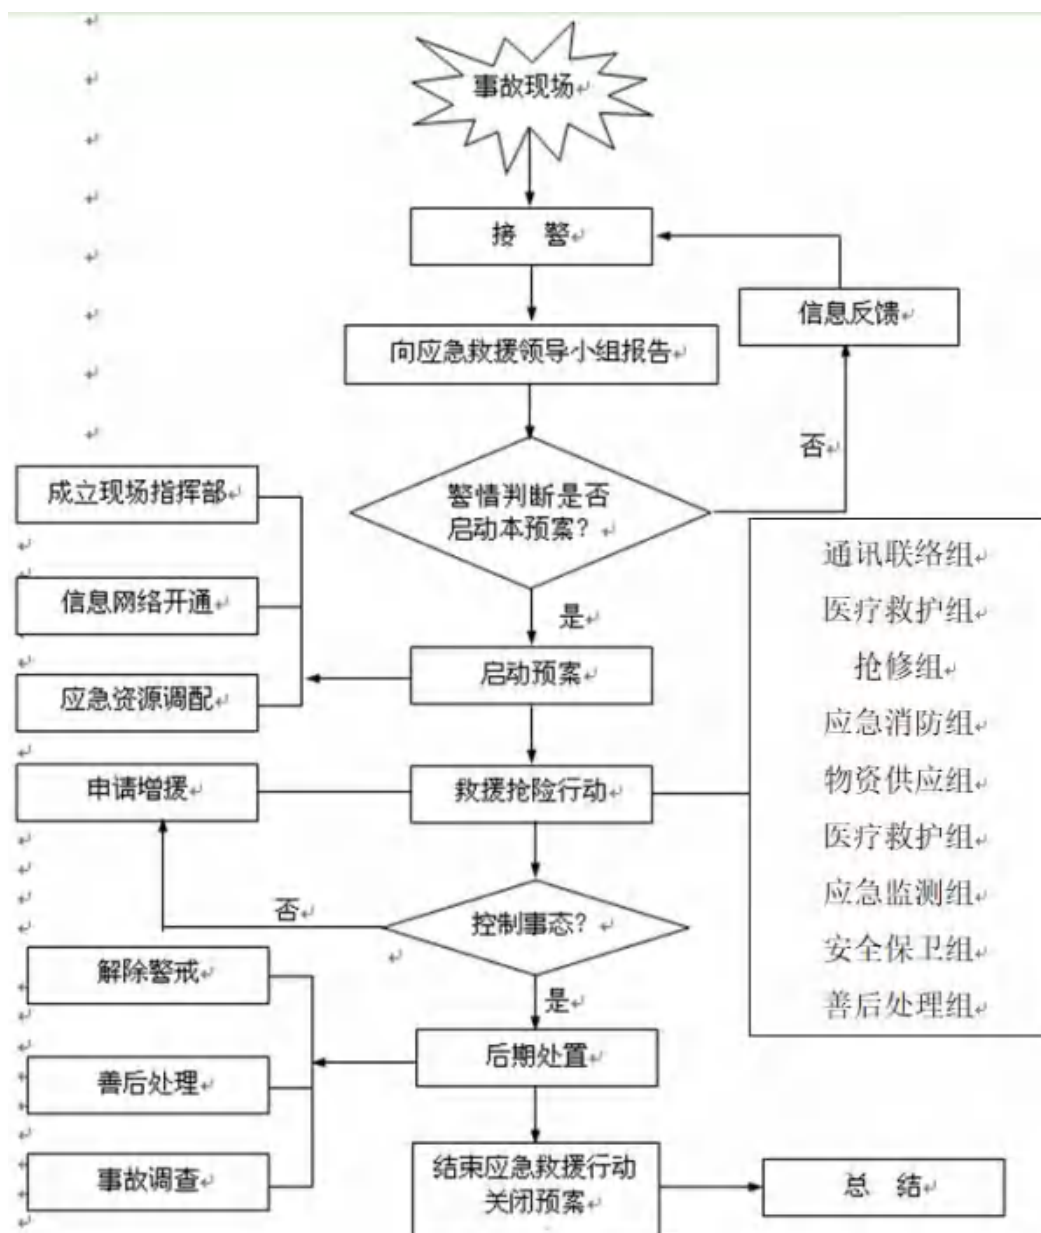 事故现场
接 警
信息反馈
向应急救援领导小组报告
否
警情判断是否
启动本预案？
成立现场指挥部
信息网络开通
应急资源调配
是
启动预案
通讯联络组
医疗救护组
抢修组
应急消防组
物资供应组
医疗救护组
应急监测组
安全保卫组
善后处理组
申请增援
救援抢险行动
否
控制事态？
是
解除警戒
善后处理
事故调查
后期处置
结束应急救援行动
关闭预案
总 结